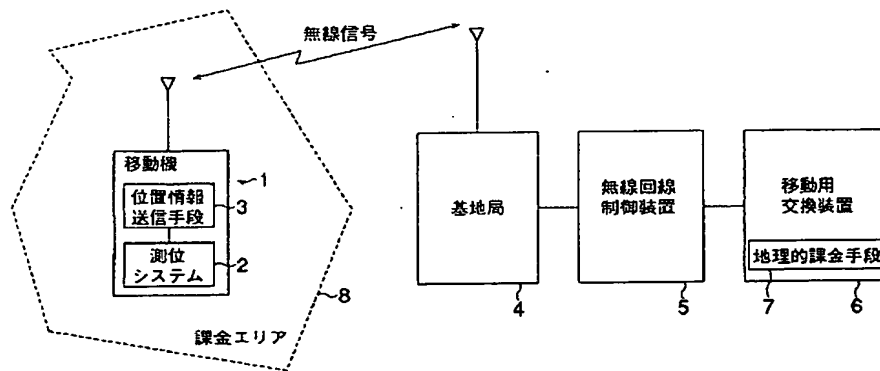 無線信号
移動機
1
位置情報
送信手段
3
測位
システム
2
8
課金エリア
基地局
4
無線回線
制御装置
5
移動用
交換装置
地理的課金手段
7
6